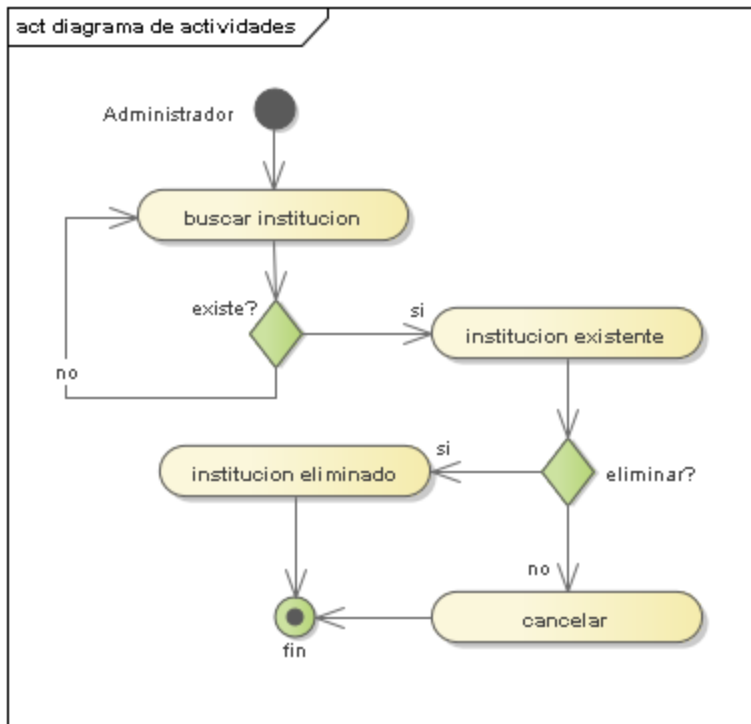 act diagrama de actividades
Administrador
buscar institucion
existe?
si
institucion existente
no
si
institucion eliminado
eliminar?
no
cancelar
fin